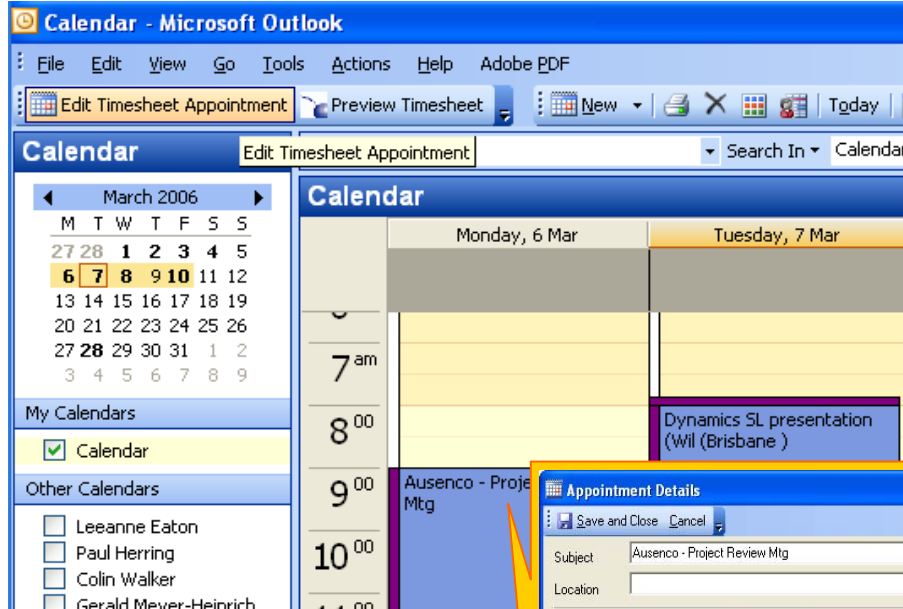 Calendar - Microsoft Outlook
File Edit View Go Tools Actions Help Adobe PDF
Edit Timesheet Appointment Preview Timesheet New Today
Calendar
Edit Timesheet Appointment
Search In Calendar
March 2006
M T W T F S S
27 28 1 2 3 4 5
6 7 8 9 10 11 12
13 14 15 16 17 18 19
20 21 22 23 24 25 26
27 28 29 30 31 1 2
3 4 5 6 7 8 9
My Calendars
Calendar
Other Calendars
Leeanne Eaton
Paul Herring
Colin Walker
Gerald Meyer-Heinrich
Calendar
Monday, 6 Mar Tuesday, 7 Mar
7 am
8 00
Dynamics SL presentation
(Wil (Brisbane )
9 00
Ausenco - Proje
Mtg
10 00
Appointment Details
Save and Close Cancel
Subject Ausenco - Project Review Mtg
Location